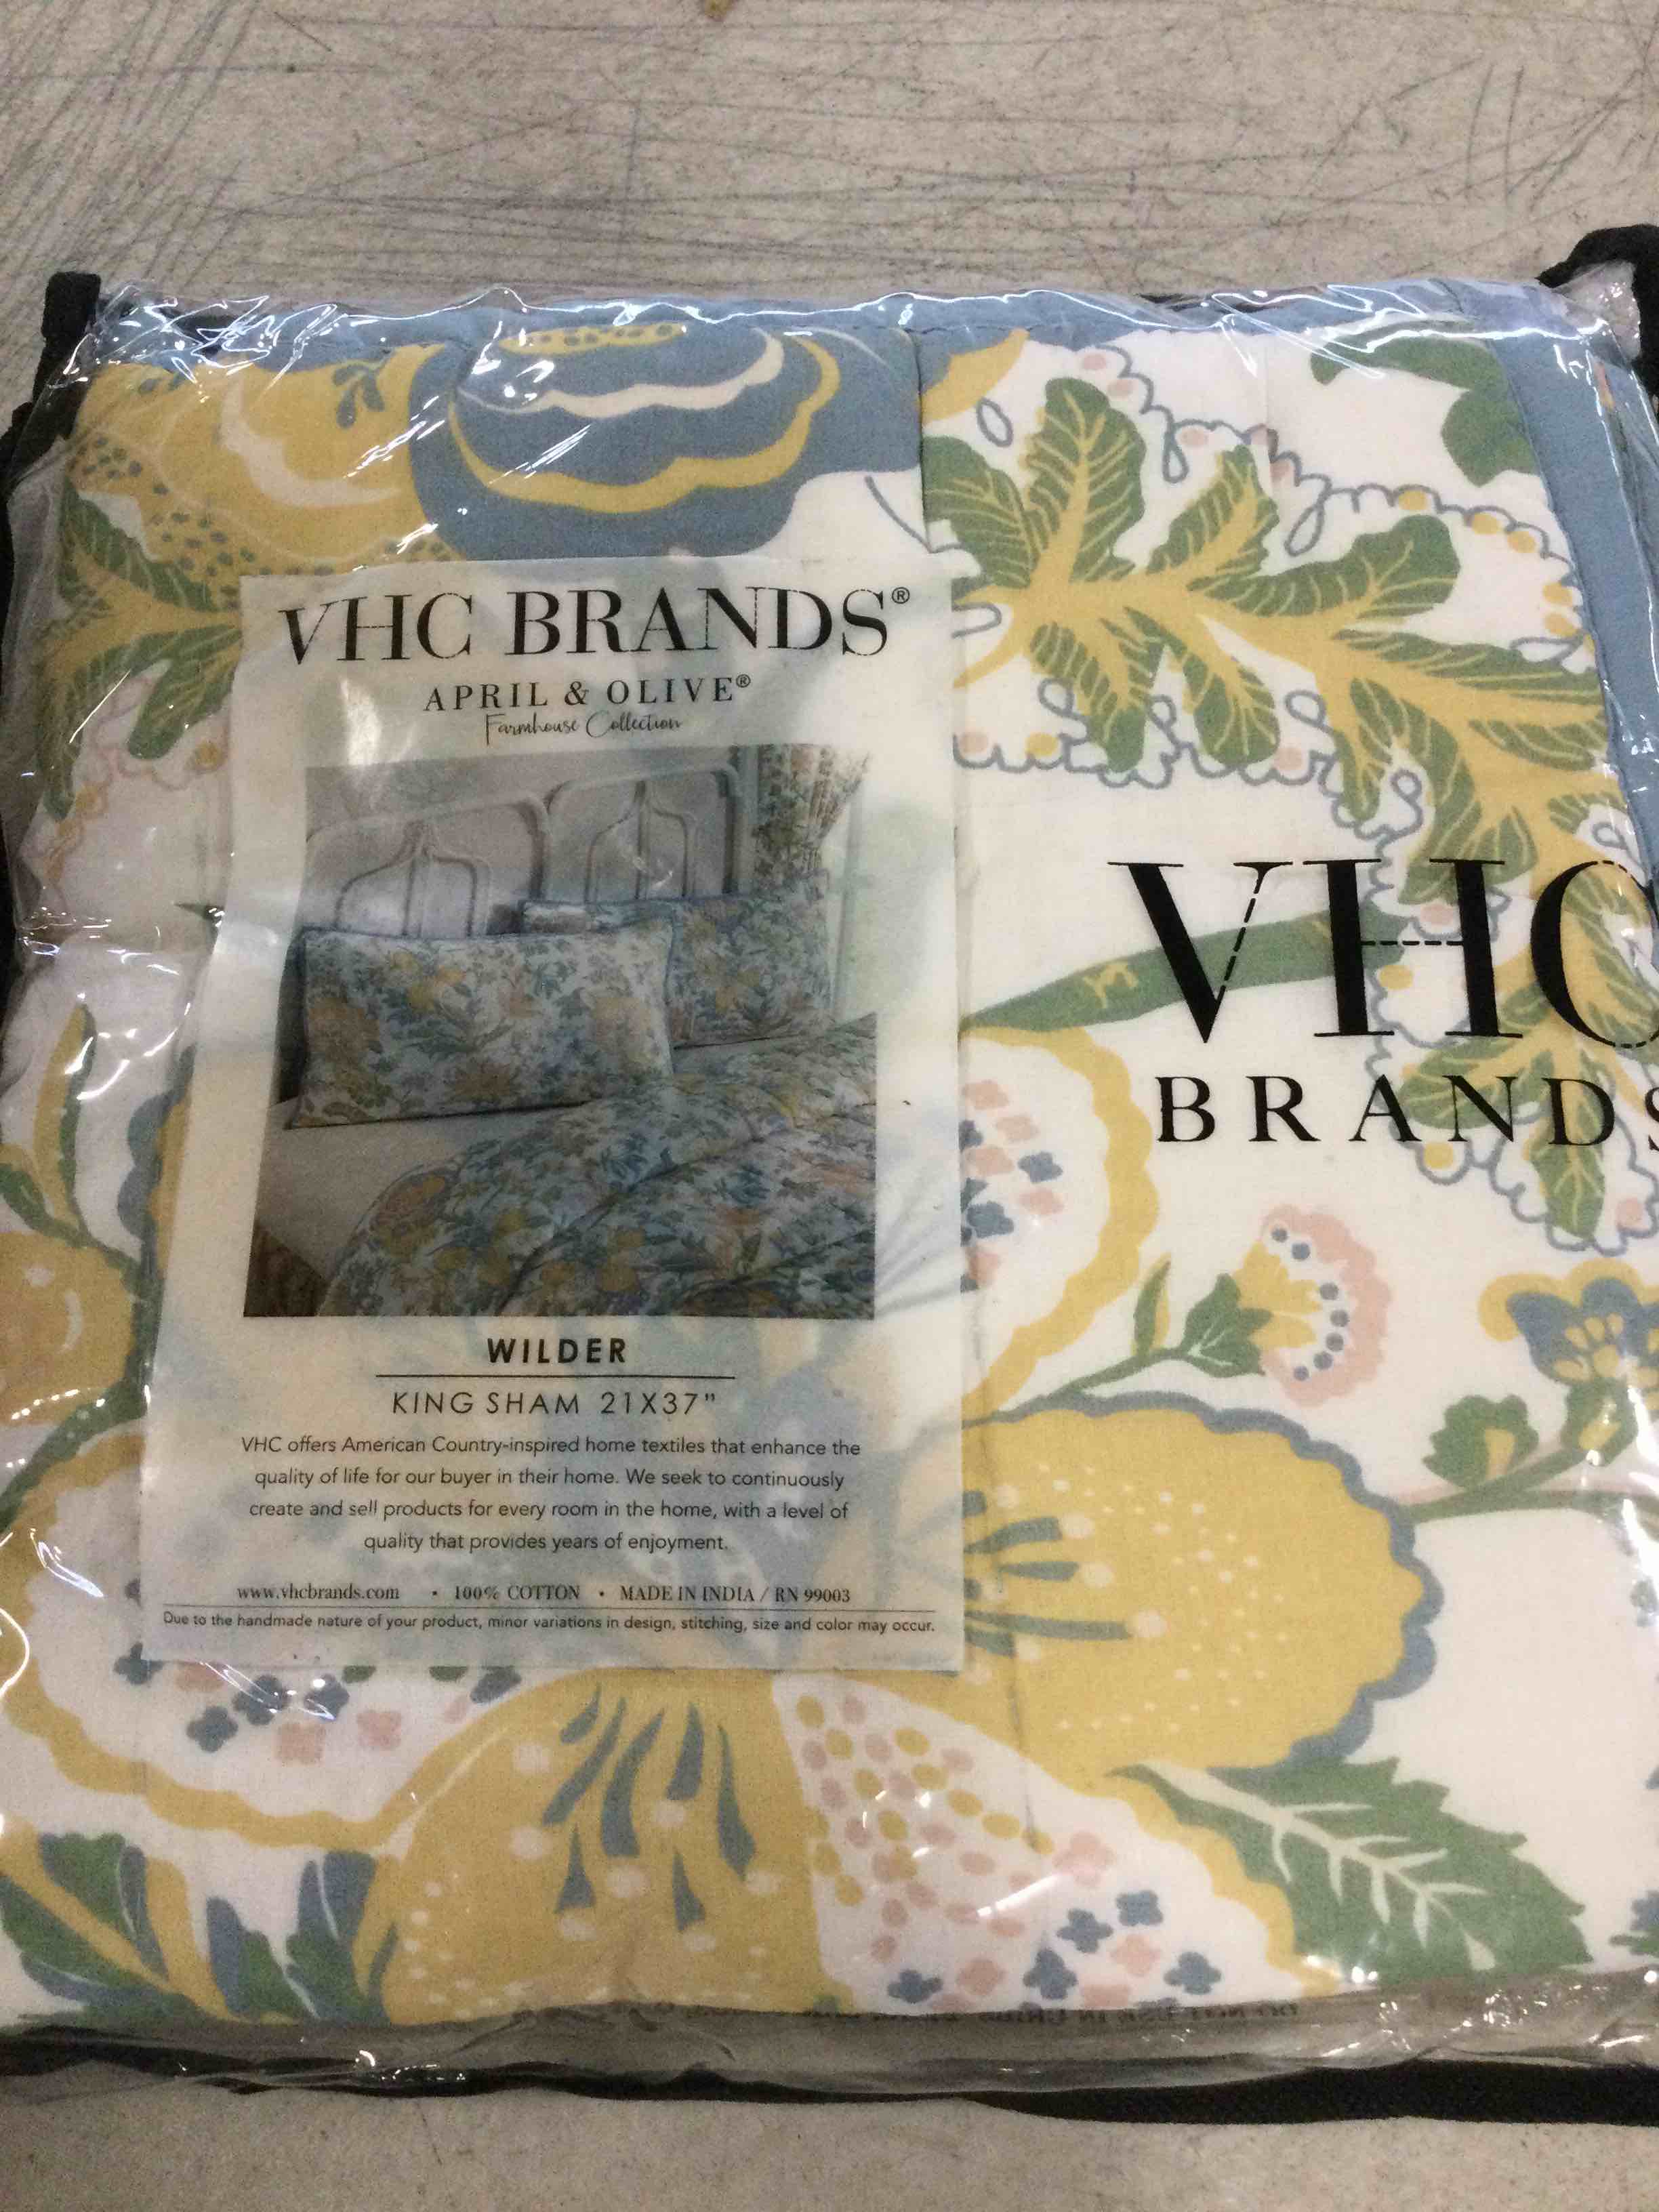 VHC BRANDS®
APRIL & OLIVE®
Farmhouse Collection
WILDER
KING SHAM 21X37"
VHC offers American Country-inspired home textiles that enhance the
quality of life for our buyer in their home. We seek to continuously
create and sell products for every room in the home, with a level of
quality that provides years of enjoyment.
www.vhcbrands.com • 100% COTTON • MADE IN INDIA / RN 99003
Due to the handmade nature of your product, minor variations in design, stitching, size and color may occur.
VHC
BRANDS